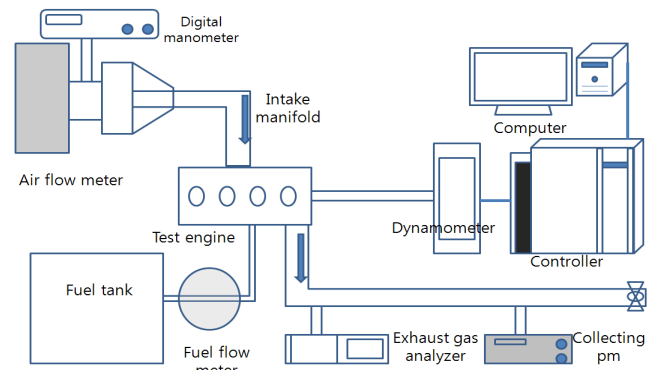 Digital
manometer
Intake
manifold
Computer
Air flow meter
Test engine
Dynamometer
Controller
Fuel tank
Fuel flow
meter
Exhaust gas
analyzer
Collecting
pm